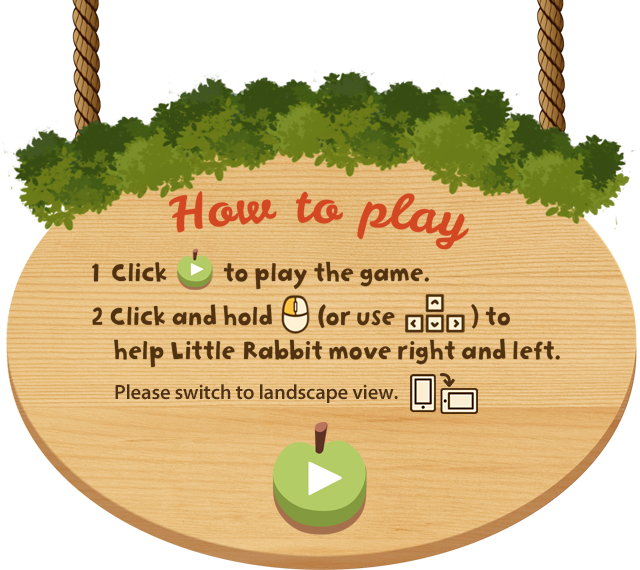 How to play
1 Click to play the game.
2 Click and hold (or use ) to
help Little Rabbit move right and left.
Please switch to landscape view.